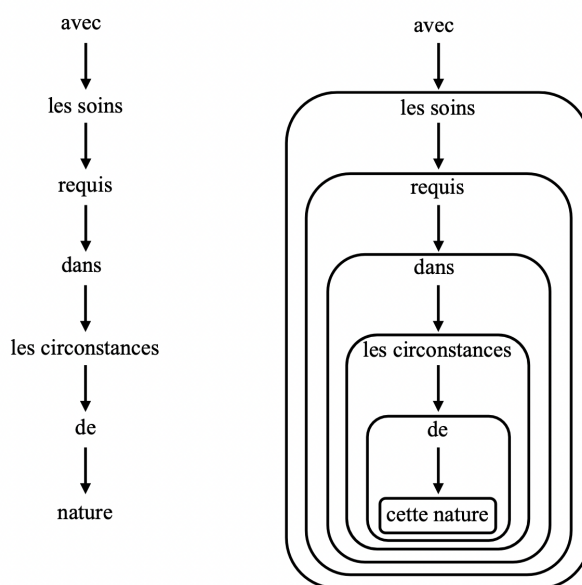 avec
les soins
requis
dans
les circonstances
de
nature
avec
les soins
requis
dans
les circonstances
de
cette nature